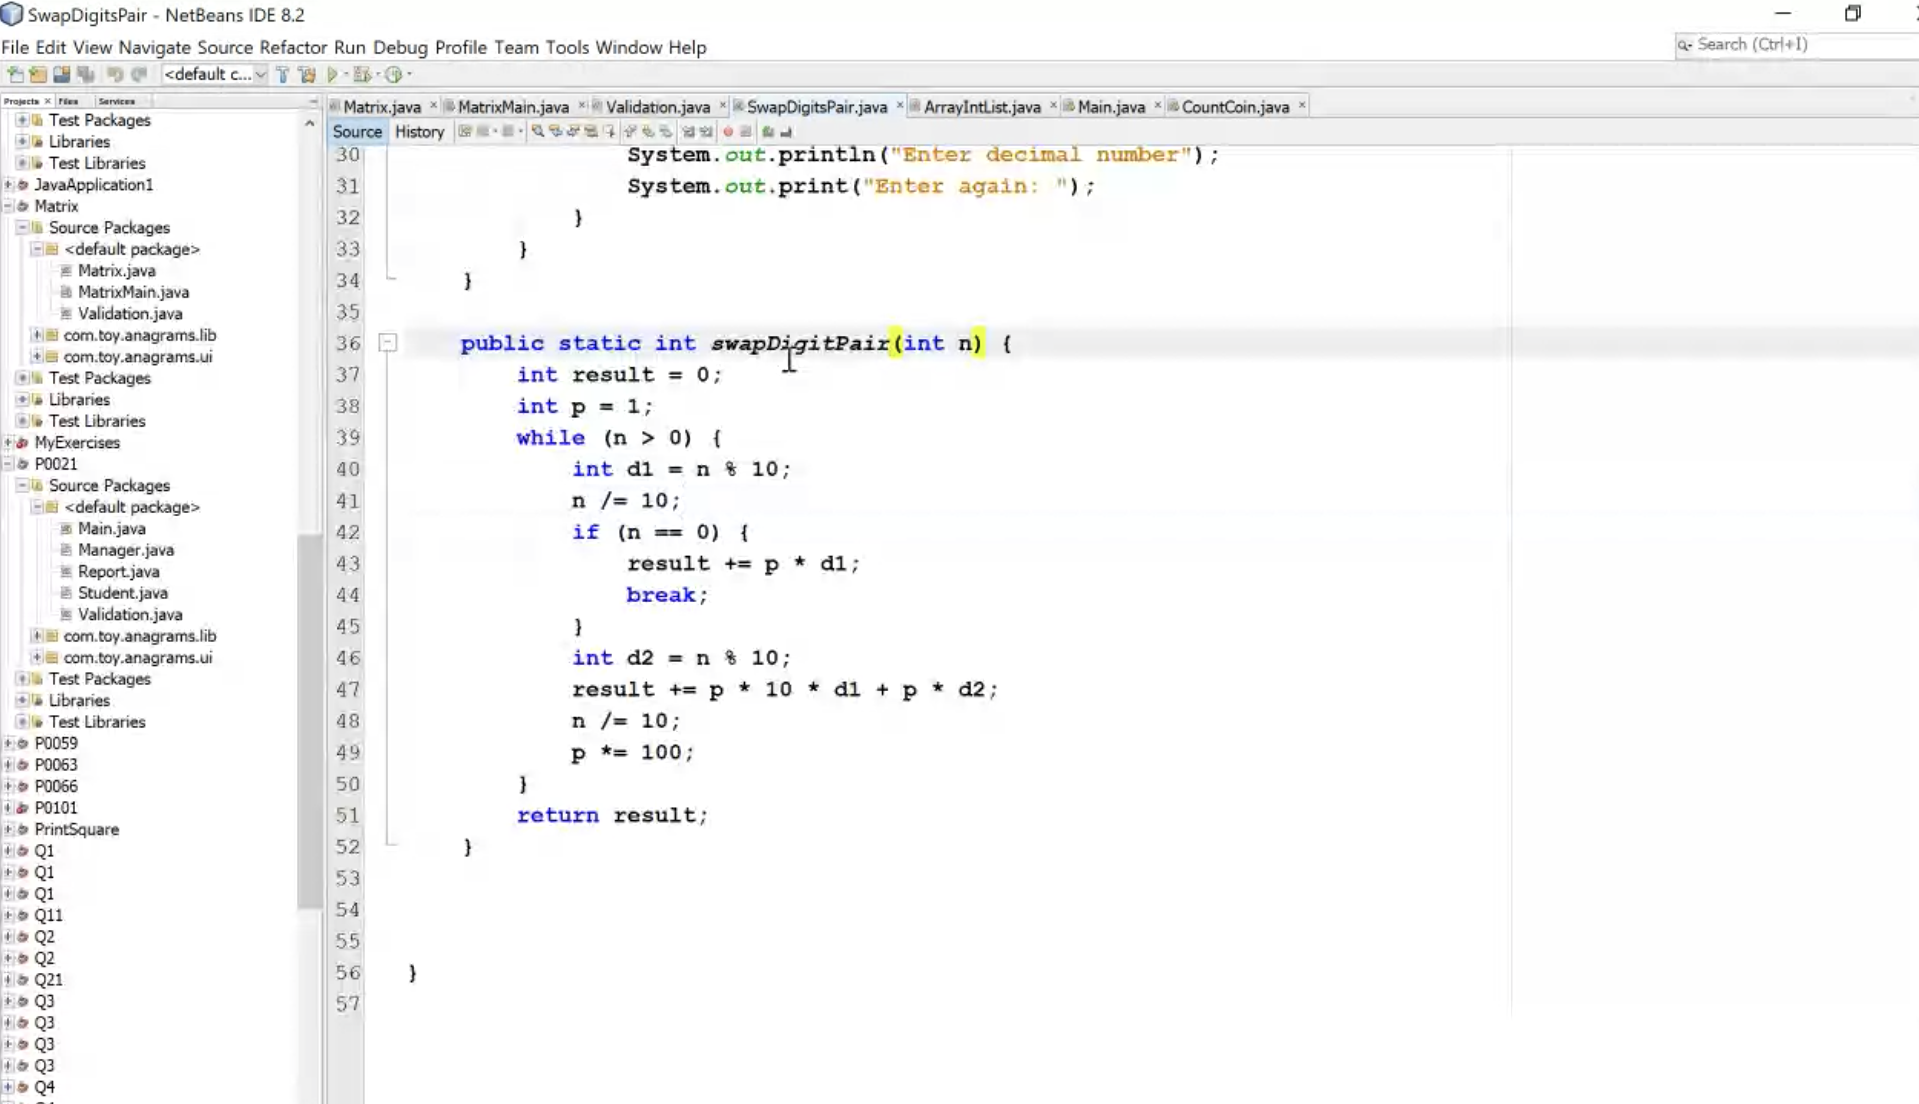 SwapDigitsPair - NetBeans IDE 8.2
File Edit View Navigate Source Refactor Run Debug Profile Team Tools Window Help
Search (Ctrl+I)
<default c...
Projects Files Services
Test Packages
Libraries
Test Libraries
JavaApplication1
Matrix
Source Packages
<default package>
Matrix.java
MatrixMain.java
Validation.java
com.toy.anagrams.lib
com.toy.anagrams.ui
Test Packages
Libraries
Test Libraries
MyExercises
P0021
Source Packages
<default package>
Main.java
Manager.java
Report.java
Student.java
Validation.java
com.toy.anagrams.lib
com.toy.anagrams.ui
Test Packages
Libraries
Test Libraries
P0059
P0063
P0066
P0101
PrintSquare
Q1
Q1
Q1
Q11
Q2
Q2
Q21
Q3
Q3
Q3
Q3
Q4
Matrix.java MatrixMain.java Validation.java SwapDigitsPair.java ArrayIntList.java Main.java CountCoin.java
Source History
30 System.out.println("Enter decimal number");
31 System.out.print("Enter again: ");
32 }
33 }
34 }
35
36 public static int swapDigitPair(int n) {
37 int result = 0;
38 int p = 1;
39 while (n > 0) {
40 int d1 = n % 10;
41 n /= 10;
42 if (n == 0) {
43 result += p * d1;
44 break;
45 }
46 int d2 = n % 10;
47 result += p * 10 * d1 + p * d2;
48 n /= 10;
49 p *= 100;
50 }
51 return result;
52 }
53
54
55
56 }
57